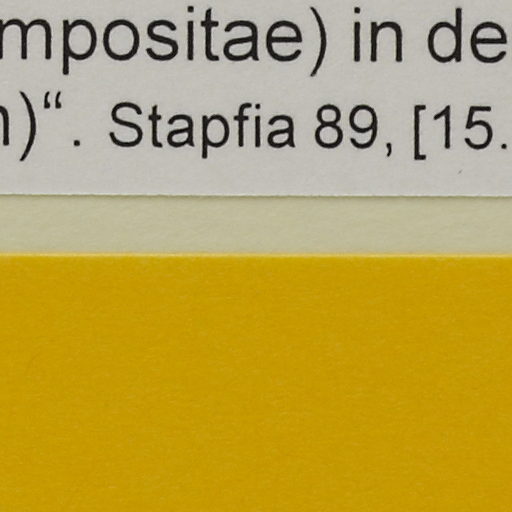 mpositae) in de
)“. Stapfia 89, [15.